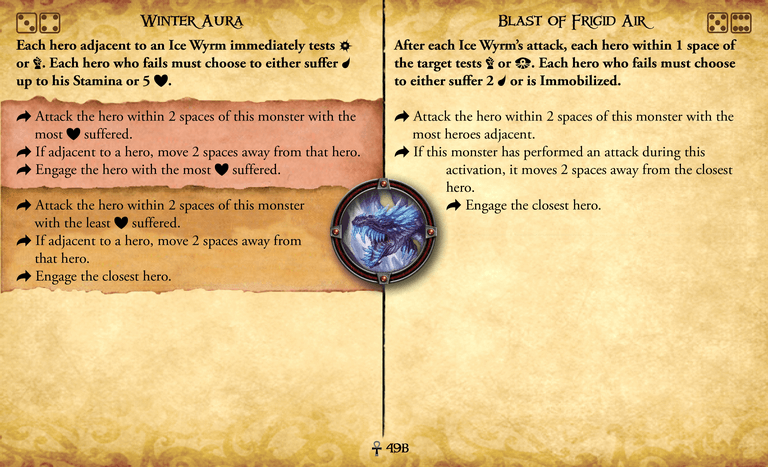 Winter Aura
Each hero adjacent to an Ice Wyrm immediately tests
or . Each hero who fails must choose to either suffer
up to his Stamina or 5 .
Attack the hero within 2 spaces of this monster with the
most suffered.
If adjacent to a hero, move 2 spaces away from that hero.
Engage the hero with the most suffered.
Attack the hero within 2 spaces of this monster
with the least suffered.
If adjacent to a hero, move 2 spaces away from
that hero.
Engage the closest hero.
Blast of Frigid Air
After each Ice Wyrm's attack, each hero within 1 space of
the target tests or . Each hero who fails must choose
to either suffer 2 or is Immobilized.
Attack the hero within 2 spaces of this monster with the
most heroes adjacent.
If this monster has performed an attack during this
activation, it moves 2 spaces away from the closest
hero.
Engage the closest hero.
49B